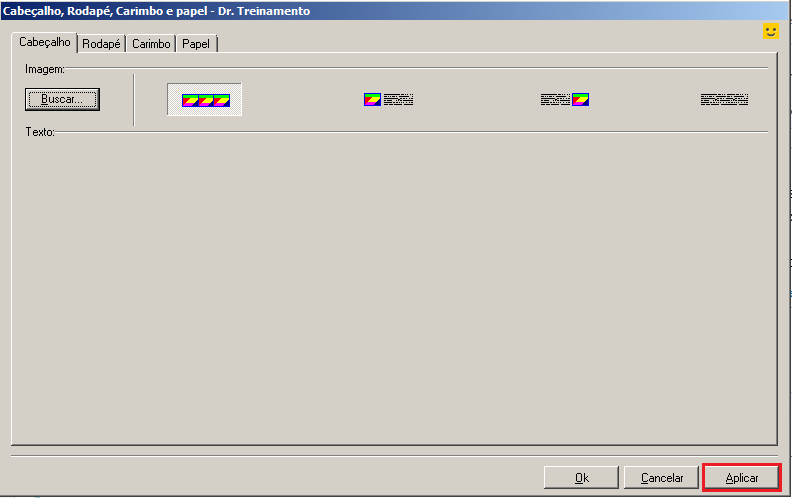 Cabeçalho, Rodapé, Carimbo e papel - Dr. Treinamento
Cabeçalho Rodapé Carimbo Papel
Imagem:
Buscar...
Texto:
Ok Cancelar Aplicar